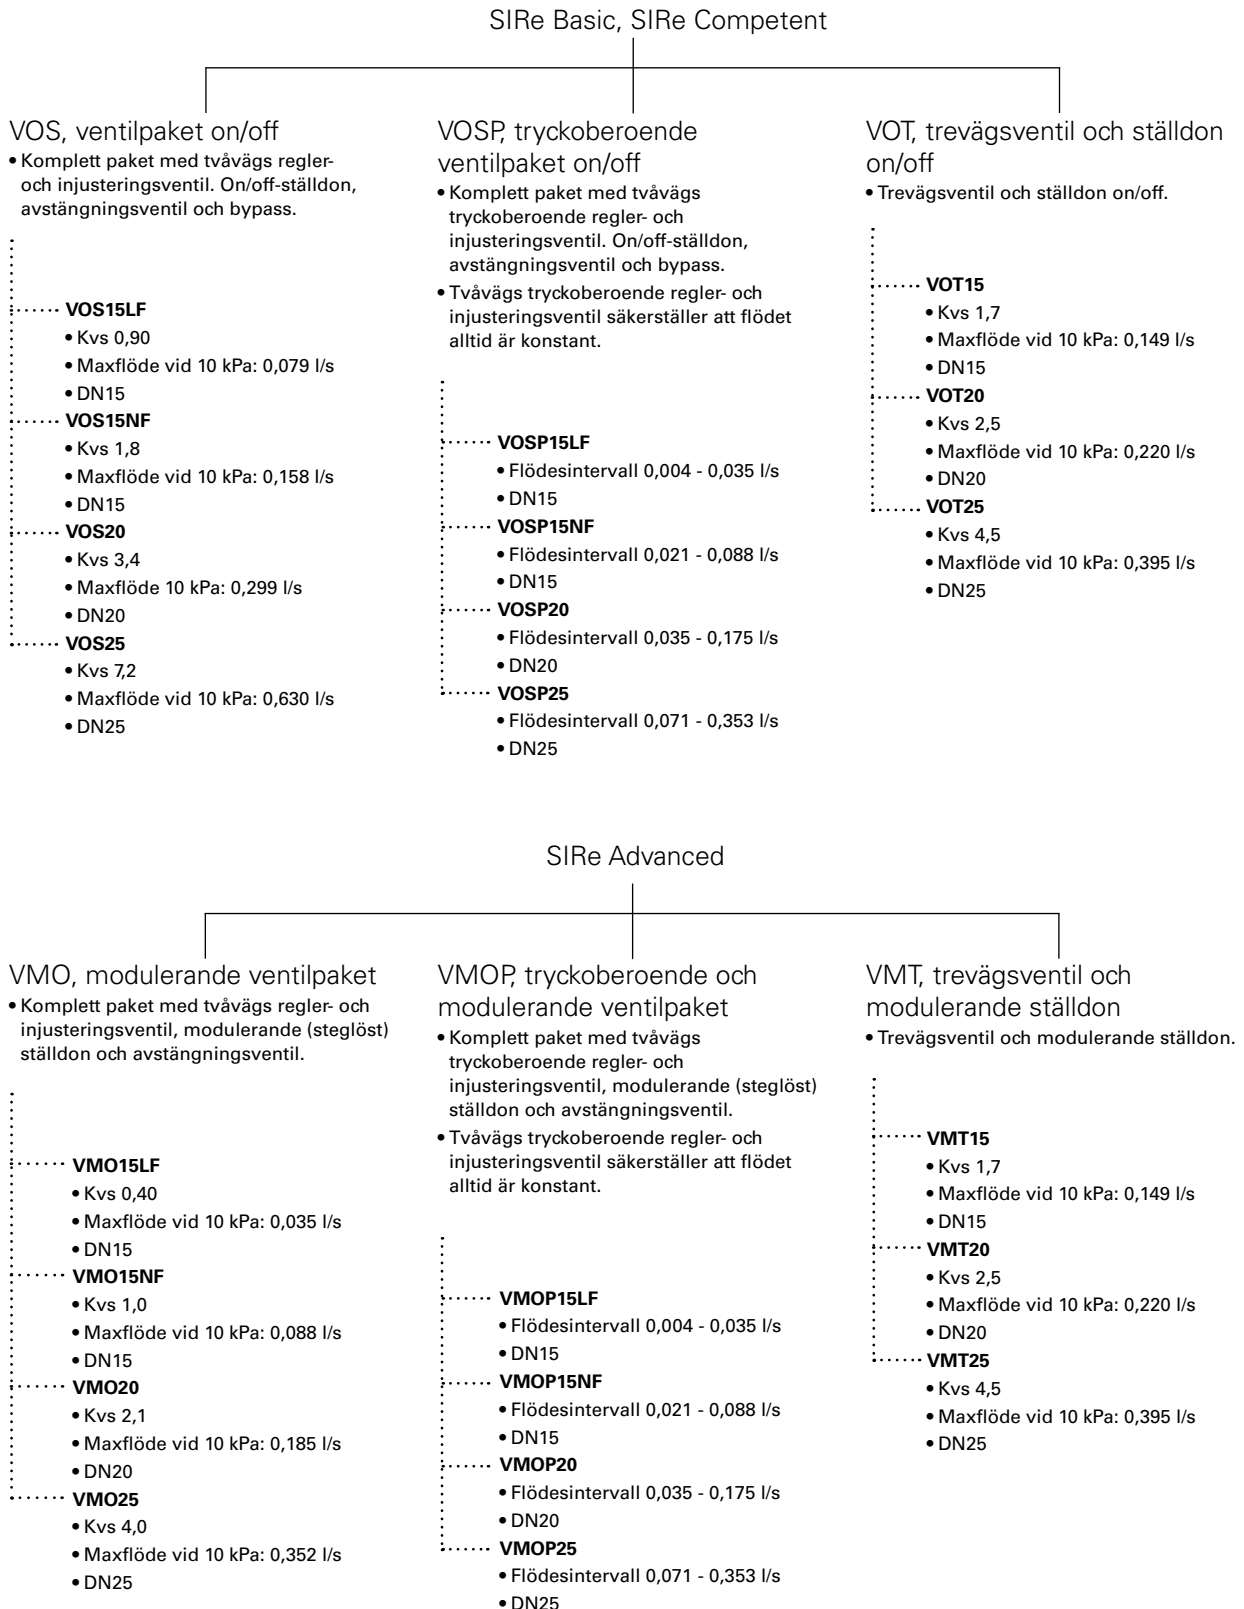 SIRe Basic, SIRe Competent
VOS, ventilpaket on/off
• Komplett paket med tvåvägs regler-
och injusteringsventil. On/off-ställdon,
avstängningsventil och bypass.
VOS15LF
• Kvs 0,90
• Maxflöde vid 10 kPa: 0,079 l/s
• DN15
VOS15NF
• Kvs 1,8
• Maxflöde vid 10 kPa: 0,158 l/s
• DN15
VOS20
• Kvs 3,4
• Maxflöde 10 kPa: 0,299 l/s
• DN20
VOS25
• Kvs 7,2
• Maxflöde vid 10 kPa: 0,630 l/s
• DN25
VOSP, tryckoberoende
ventilpaket on/off
• Komplett paket med tvåvägs
tryckoberoende regler- och
injusteringsventil. On/off-ställdon,
avstängningsventil och bypass.
• Tvåvägs tryckoberoende regler- och
injusteringsventil säkerställer att flödet
alltid är konstant.
VOSP15LF
• Flödesintervall 0,004 - 0,035 l/s
• DN15
VOSP15NF
• Flödesintervall 0,021 - 0,088 l/s
• DN15
VOSP20
• Flödesintervall 0,035 - 0,175 l/s
• DN20
VOSP25
• Flödesintervall 0,071 - 0,353 l/s
• DN25
VOT, trevägsventil och ställdon
on/off
• Trevägsventil och ställdon on/off.
VOT15
• Kvs 1,7
• Maxflöde vid 10 kPa: 0,149 l/s
• DN15
VOT20
• Kvs 2,5
• Maxflöde vid 10 kPa: 0,220 l/s
• DN20
VOT25
• Kvs 4,5
• Maxflöde vid 10 kPa: 0,395 l/s
• DN25
SIRe Advanced
VMO, modulerande ventilpaket
• Komplett paket med tvåvägs regler- och
injusteringsventil, modulerande (steglöst)
ställdon och avstängningsventil.
VMO15LF
• Kvs 0,40
• Maxflöde vid 10 kPa: 0,035 l/s
• DN15
VMO15NF
• Kvs 1,0
• Maxflöde vid 10 kPa: 0,088 l/s
• DN15
VMO20
• Kvs 2,1
• Maxflöde vid 10 kPa: 0,185 l/s
• DN20
VMO25
• Kvs 4,0
• Maxflöde vid 10 kPa: 0,352 l/s
• DN25
VMOP, tryckoberoende och
modulerande ventilpaket
• Komplett paket med tvåvägs
tryckoberoende regler- och
injusteringsventil, modulerande (steglöst)
ställdon och avstängningsventil.
• Tvåvägs tryckoberoende regler- och
injusteringsventil säkerställer att flödet
alltid är konstant.
VMOP15LF
• Flödesintervall 0,004 - 0,035 l/s
• DN15
VMOP15NF
• Flödesintervall 0,021 - 0,088 l/s
• DN15
VMOP20
• Flödesintervall 0,035 - 0,175 l/s
• DN20
VMOP25
• Flödesintervall 0,071 - 0,353 l/s
• DN25
VMT, trevägsventil och
modulerande ställdon
• Trevägsventil och modulerande ställdon.
VMT15
• Kvs 1,7
• Maxflöde vid 10 kPa: 0,149 l/s
• DN15
VMT20
• Kvs 2,5
• Maxflöde vid 10 kPa: 0,220 l/s
• DN20
VMT25
• Kvs 4,5
• Maxflöde vid 10 kPa: 0,395 l/s
• DN25